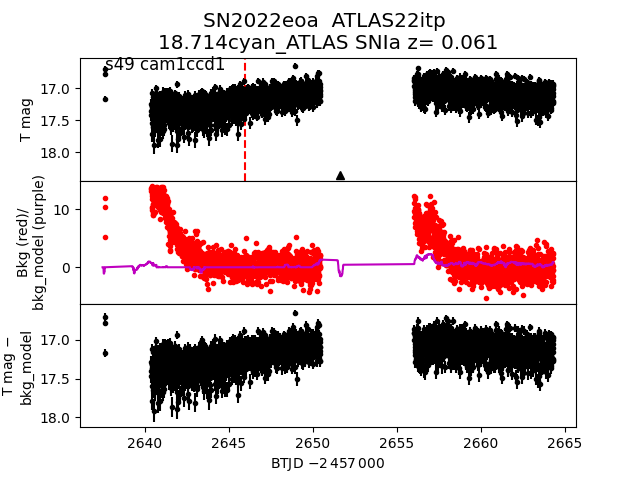 SN2022eoa ATLAS22itp
18.714cyan_ATLAS SNIa z= 0.061
s49 cam1ccd1
T mag
17.0
17.5
18.0
Bkg (red)/
bkg_model (purple)
10
0
T mag −
bkg_model
17.0
17.5
18.0
2640 2645 2650 2655 2660 2665
BTJD −2 457 000